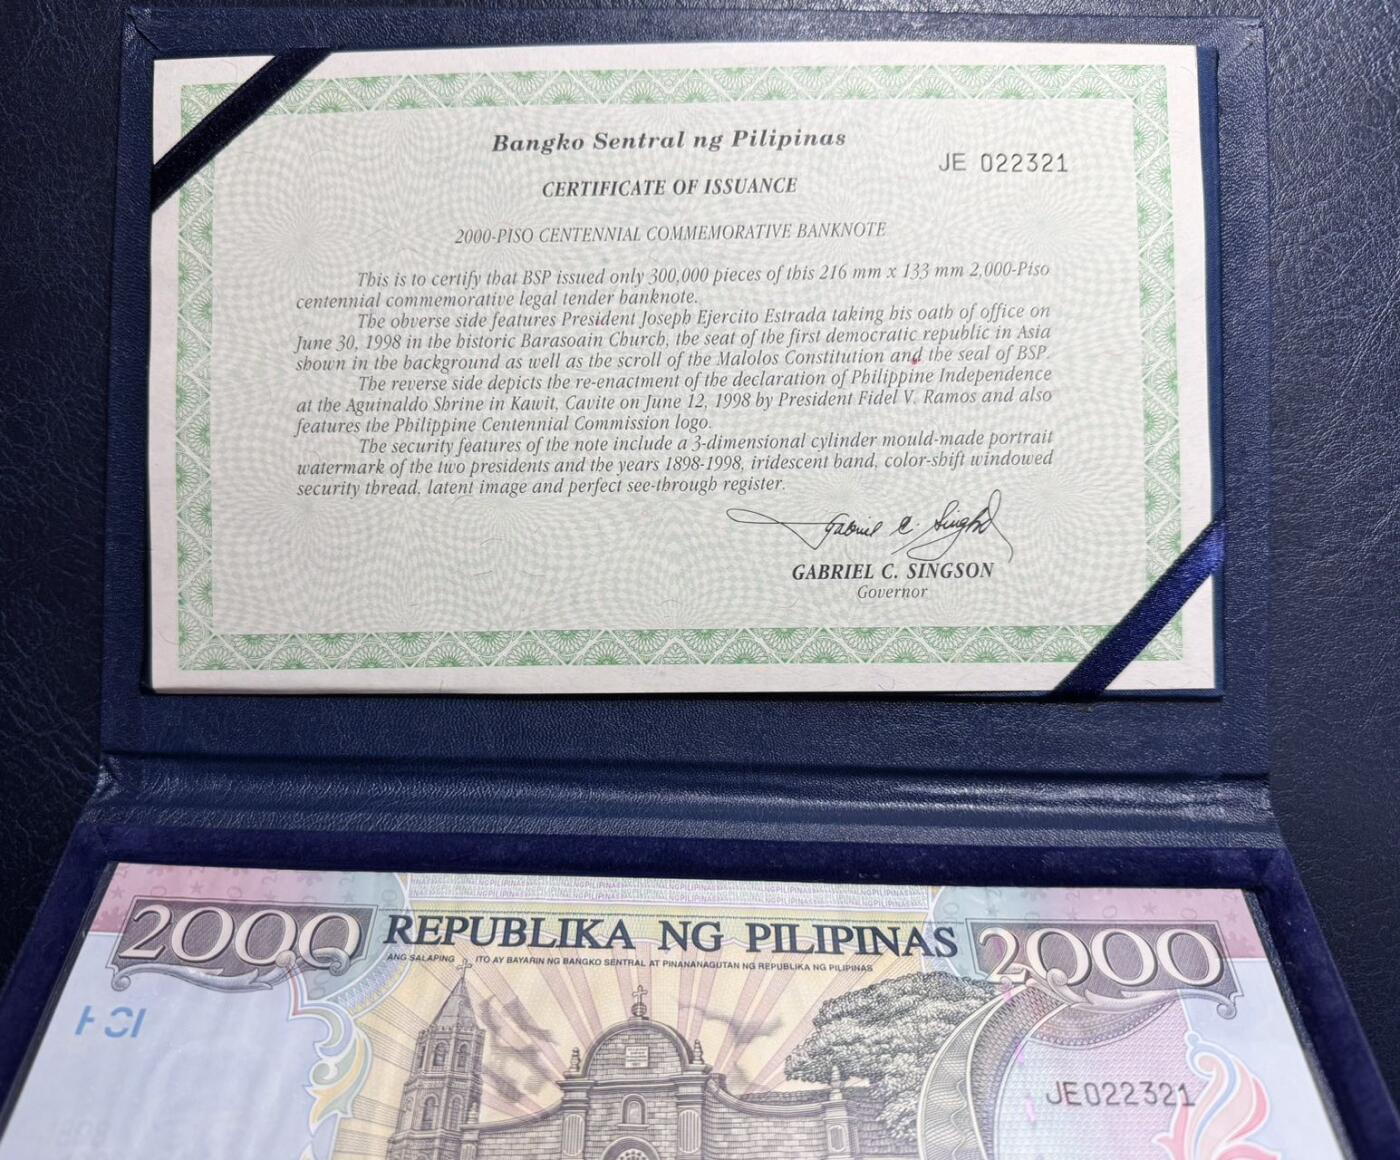 Bangko Sentral ng Pilipinas
JE 022321
CERTIFICATE OF ISSUANCE
2000-PISO CENTENNIAL COMMEMORATIVE BANKNOTE
This is to certify that BSP issued only 300,000 pieces of this 216 mm x 133 mm 2,000-Piso
centennial commemorative legal tender banknote.
The obverse side features President Joseph Ejercito Estrada taking his oath of office on
June 30, 1998 in the historic Barasoain Church, the seat of the first democratic republic in Asia
shown in the background as well as the scroll of the Malolos Constitution and the seal of BSP.
The reverse side depicts the re-enactment of the declaration of Philippine Independence
at the Aguinaldo Shrine in Kawit, Cavite on June 12, 1998 by President Fidel V. Ramos and also
features the Philippine Centennial Commission logo.
The security features of the note include a 3-dimensional cylinder mould-made portrait
watermark of the two presidents and the years 1898-1998, iridescent band, color-shift windowed
security thread, latent image and perfect see-through register.
Gabriel C. Singson
GABRIEL C. SINGSON
Governor
2000
REPUBLIKA NG PILIPINAS
2000
ANG SALAPING ITO AY BAYARIN NG BANGKO SENTRAL AT PINANANAGUTAN NG REPUBLIKA NG PILIPINAS
JE022321